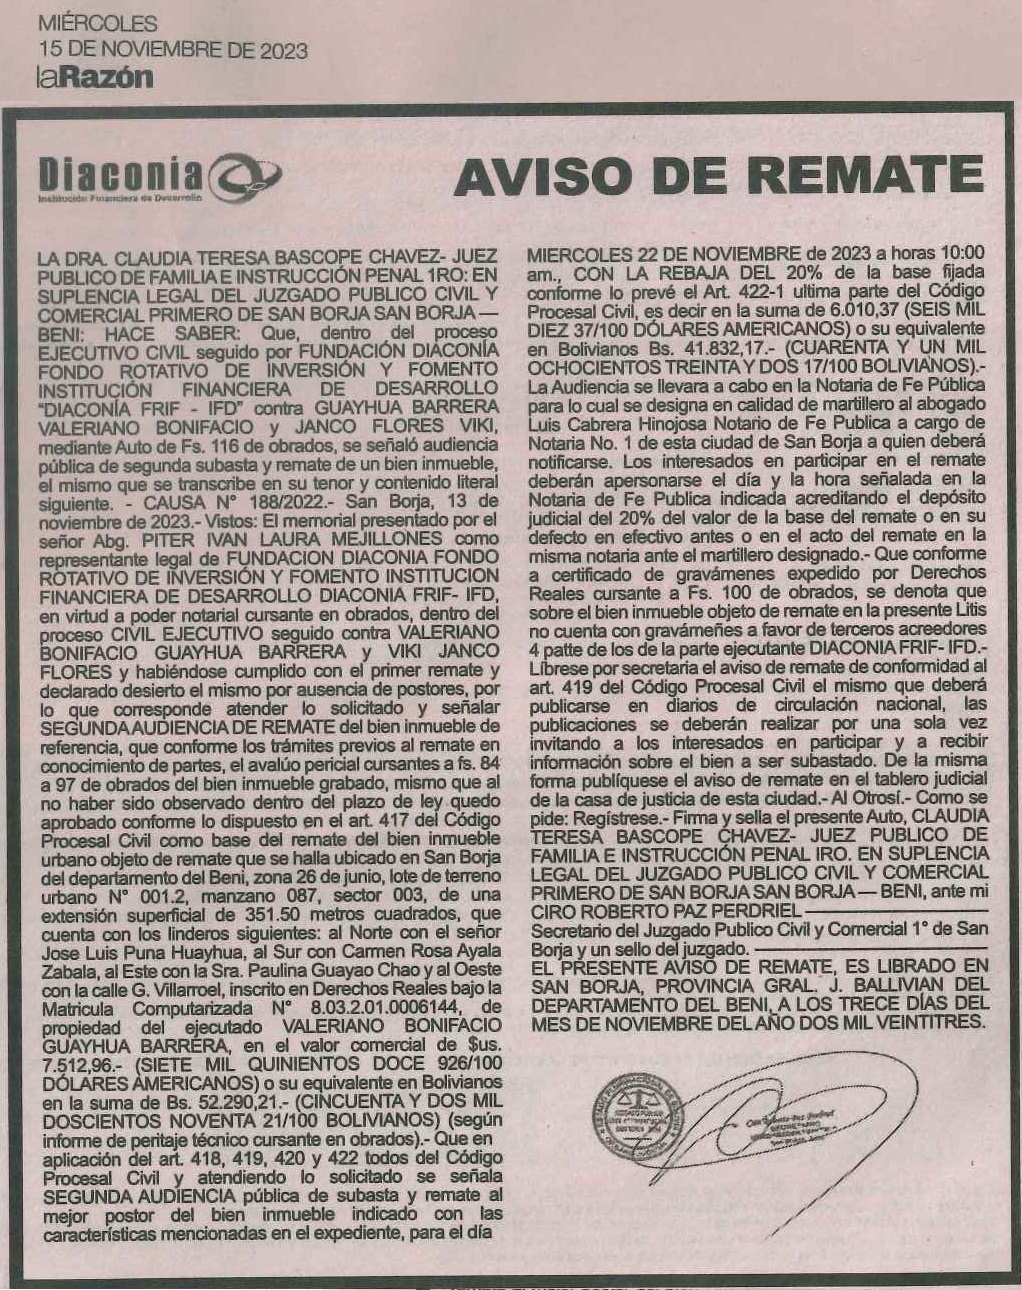 MIÉRCOLES
15 DE NOVIEMBRE DE 2023
laRazón
Diaconía
Institución Financiera de Desarrollo
AVISO DE REMATE
LA DRA. CLAUDIA TERESA BASCOPE CHAVEZ- JUEZ
PUBLICO DE FAMILIA E INSTRUCCIÓN PENAL 1RO: EN
SUPLENCIA LEGAL DEL JUZGADO PUBLICO CIVIL Y
COMERCIAL PRIMERO DE SAN BORJA SAN BORJA —
BENI: HACE SABER: Que, dentro del proceso
EJECUTIVO CIVIL seguido por FUNDACIÓN DIACONÍA
FONDO ROTATIVO DE INVERSIÓN Y FOMENTO
INSTITUCIÓN FINANCIERA DE DESARROLLO
"DIACONÍA FRIF - IFD" contra GUAYHUA BARRERA
VALERIANO BONIFACIO y JANCO FLORES VIKI,
mediante Auto de Fs. 116 de obrados, se señaló audiencia
pública de segunda subasta y remate de un bien inmueble,
el mismo que se transcribe en su tenor y contenido literal
siguiente. - CAUSA N° 188/2022.- San Borja, 13 de
noviembre de 2023.- Vistos: El memorial presentado por el
señor Abg. PITER IVAN LAURA MEJILLONES como
representante legal de FUNDACION DIACONIA FONDO
ROTATIVO DE INVERSIÓN Y FOMENTO INSTITUCION
FINANCIERA DE DESARROLLO DIACONIA FRIF- IFD,
en virtud a poder notarial cursante en obrados, dentro del
proceso CIVIL EJECUTIVO seguido contra VALERIANO
BONIFACIO GUAYHUA BARRERA y VIKI JANCO
FLORES y habiéndose cumplido con el primer remate y
declarado desierto el mismo por ausencia de postores, por
lo que corresponde atender lo solicitado y señalar
SEGUNDA AUDIENCIA DE REMATE del bien inmueble de
referencia, que conforme los trámites previos al remate en
conocimiento de partes, el avalúo pericial cursantes a fs. 84
a 97 de obrados del bien inmueble grabado, mismo que al
no haber sido observado dentro del plazo de ley quedo
aprobado conforme lo dispuesto en el art. 417 del Código
Procesal Civil como base del remate del bien inmueble
urbano objeto de remate que se halla ubicado en San Borja
del departamento del Beni, zona 26 de junio, lote de terreno
urbano N° 001.2, manzano 087, sector 003, de una
extensión superficial de 351.50 metros cuadrados, que
cuenta con los linderos siguientes: al Norte con el señor
Jose Luis Puna Huayhua, al Sur con Carmen Rosa Ayala
Zabala, al Este con la Sra. Paulina Guayao Chao y al Oeste
con la calle G. Villarroel, inscrito en Derechos Reales bajo la
Matricula Computarizada N° 8.03.2.01.0006144, de
propiedad del ejecutado VALERIANO BONIFACIO
GUAYHUA BARRERA, en el valor comercial de $us.
7.512,96.- (SIETE MIL QUINIENTOS DOCE 926/100
DÓLARES AMERICANOS) o su equivalente en Bolivianos
en la suma de Bs. 52.290,21.- (CINCUENTA Y DOS MIL
DOSCIENTOS NOVENTA 21/100 BOLIVIANOS) (según
informe de peritaje técnico cursante en obrados).- Que en
aplicación del art. 418, 419, 420 y 422 todos del Código
Procesal Civil y atendiendo lo solicitado se señala
SEGUNDA AUDIENCIA pública de subasta y remate al
mejor postor del bien inmueble indicado con las
características mencionadas en el expediente, para el día
MIERCOLES 22 DE NOVIEMBRE de 2023 a horas 10:00
am., CON LA REBAJA DEL 20% de la base fijada
conforme lo prevé el Art. 422-1 ultima parte del Código
Procesal Civil, es decir en la suma de 6.010,37 (SEIS MIL
DIEZ 37/100 DÓLARES AMERICANOS) o su equivalente
en Bolivianos Bs. 41.832,17.- (CUARENTA Y UN MIL
OCHOCIENTOS TREINTA Y DOS 17/100 BOLIVIANOS).-
La Audiencia se llevara a cabo en la Notaria de Fe Pública
para lo cual se designa en calidad de martillero al abogado
Luis Cabrera Hinojosa Notario de Fe Publica a cargo de
Notaria No. 1 de esta ciudad de San Borja a quien deberá
notificarse. Los interesados en participar en el remate
deberán apersonarse el día y la hora señalada en la
Notaria de Fe Publica indicada acreditando el depósito
judicial del 20% del valor de la base del remate o en su
defecto en efectivo antes o en el acto del remate en la
misma notaria ante el martillero designado.- Que conforme
a certificado de gravámenes expedido por Derechos
Reales cursante a Fs. 100 de obrados, se denota que
sobre el bien inmueble objeto de remate en la presente Litis
no cuenta con gravámeñes a favor de terceros acreedores
4 patte de los de la parte ejecutante DIACONIA FRIF- IFD.-
Líbrese por secretaria el aviso de remate de conformidad al
art. 419 del Código Procesal Civil el mismo que deberá
publicarse en diarios de circulación nacional, las
publicaciones se deberán realizar por una sola vez
invitando a los interesados en participar y a recibir
información sobre el bien a ser subastado. De la misma
forma publíquese el aviso de remate en el tablero judicial
de la casa de justicia de esta ciudad.- Al Otrosí.- Como se
pide: Regístrese.- Firma y sella el presente Auto, CLAUDIA
TERESA BASCOPE CHAVEZ- JUEZ PUBLICO DE
FAMILIA E INSTRUCCIÓN PENAL IRO. EN SUPLENCIA
LEGAL DEL JUZGADO PUBLICO CIVIL Y COMERCIAL
PRIMERO DE SAN BORJA SAN BORJA — BENI, ante mi
CIRO ROBERTO PAZ PERDRIEL
Secretario del Juzgado Publico Civil y Comercial 1° de San
Borja y un sello del juzgado.
EL PRESENTE AVISO DE REMATE, ES LIBRADO EN
SAN BORJA, PROVINCIA GRAL. J. BALLIVIAN DEL
DEPARTAMENTO DEL BENI, A LOS TRECE DÍAS DEL
MES DE NOVIEMBRE DEL AÑO DOS MIL VEINTITRES.